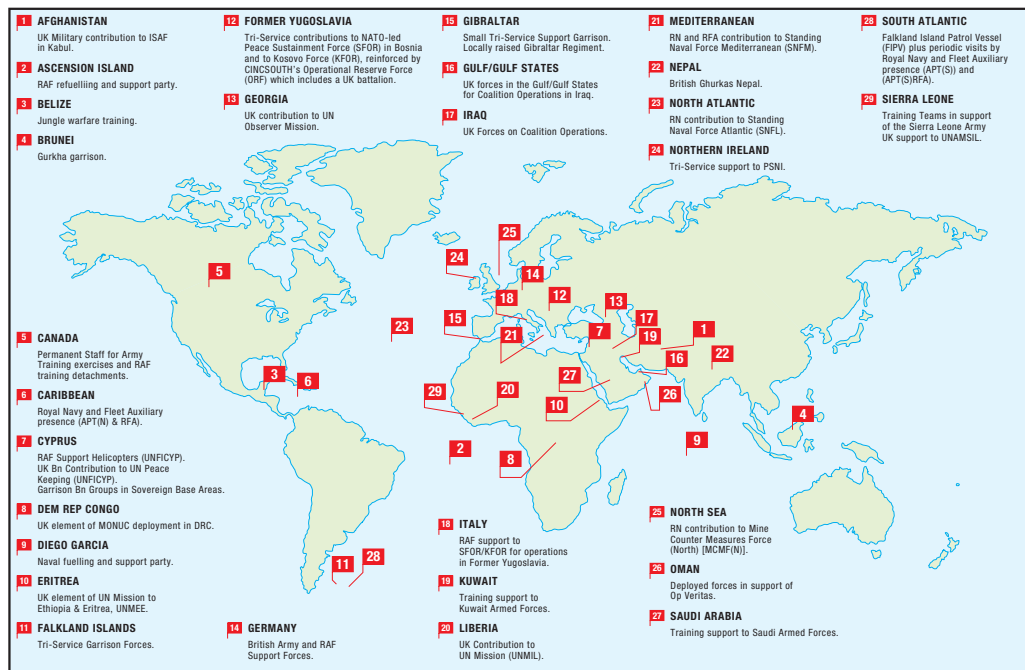 1 AFGHANISTAN
UK Military contribution to ISAF
in Kabul.
2 ASCENSION ISLAND
RAF refuelliing and support party.
3 BELIZE
Jungle warfare training.
4 BRUNEI
Gurkha garrison.
12 FORMER YUGOSLAVIA
Tri-Service contributions to NATO-led
Peace Sustainment Force (SFOR) in Bosnia
and to Kosovo Force (KFOR), reinforced by
CINCSOUTH's Operational Reserve Force
(ORF) which includes a UK battalion.
13 GEORGIA
UK contribution to UN
Observer Mission.
15 GIBRALTAR
Small Tri-Service Support Garrison.
Locally raised Gibraltar Regiment.
16 GULF/GULF STATES
UK forces in the Gulf/Gulf States
for Coalition Operations in Iraq.
17 IRAQ
UK Forces on Coalition Operations.
21 MEDITERRANEAN
RN and RFA contribution to Standing
Naval Force Mediterranean (SNFM).
22 NEPAL
British Ghurkas Nepal.
23 NORTH ATLANTIC
RN contribution to Standing
Naval Force Atlantic (SNFL).
24 NORTHERN IRELAND
Tri-Service support to PSNI.
28 SOUTH ATLANTIC
Falkland Island Patrol Vessel
(FIPV) plus periodic visits by
Royal Navy and Fleet Auxiliary
presence (APT(S)) and
(APT(S)RFA).
29 SIERRA LEONE
Training Teams in support
of the Sierra Leone Army
UK support to UNAMSIL.
25
24
5
14
18
12
13
15
23
21
7
17
19
1
16
22
3
6
27
29
20
10
26
4
2
8
9
11
28
5 CANADA
Permanent Staff for Army
Training exercises and RAF
training detachments.
6 CARIBBEAN
Royal Navy and Fleet Auxiliary
presence (APT(N) & RFA).
7 CYPRUS
RAF Support Helicopters (UNFICYP).
UK Bn Contribution to UN Peace
Keeping (UNFICYP).
Garrison Bn Groups in Sovereign Base Areas.
8 DEM REP CONGO
UK element of MONUC deployment in DRC.
9 DIEGO GARCIA
Naval fuelling and support party.
10 ERITREA
UK element of UN Mission to
Ethiopia & Eritrea, UNMEE.
11 FALKLAND ISLANDS
Tri-Service Garrison Forces.
14 GERMANY
British Army and RAF
Support Forces.
18 ITALY
RAF support to
SFOR/KFOR for operations
in Former Yugoslavia.
19 KUWAIT
Training support to
Kuwait Armed Forces.
20 LIBERIA
UK Contribution to
UN Mission (UNMIL).
25 NORTH SEA
RN contribution to Mine
Counter Measures Force
(North) [MCMF(N)].
26 OMAN
Deployed forces in support of
Op Veritas.
27 SAUDI ARABIA
Training support to Saudi Armed Forces.